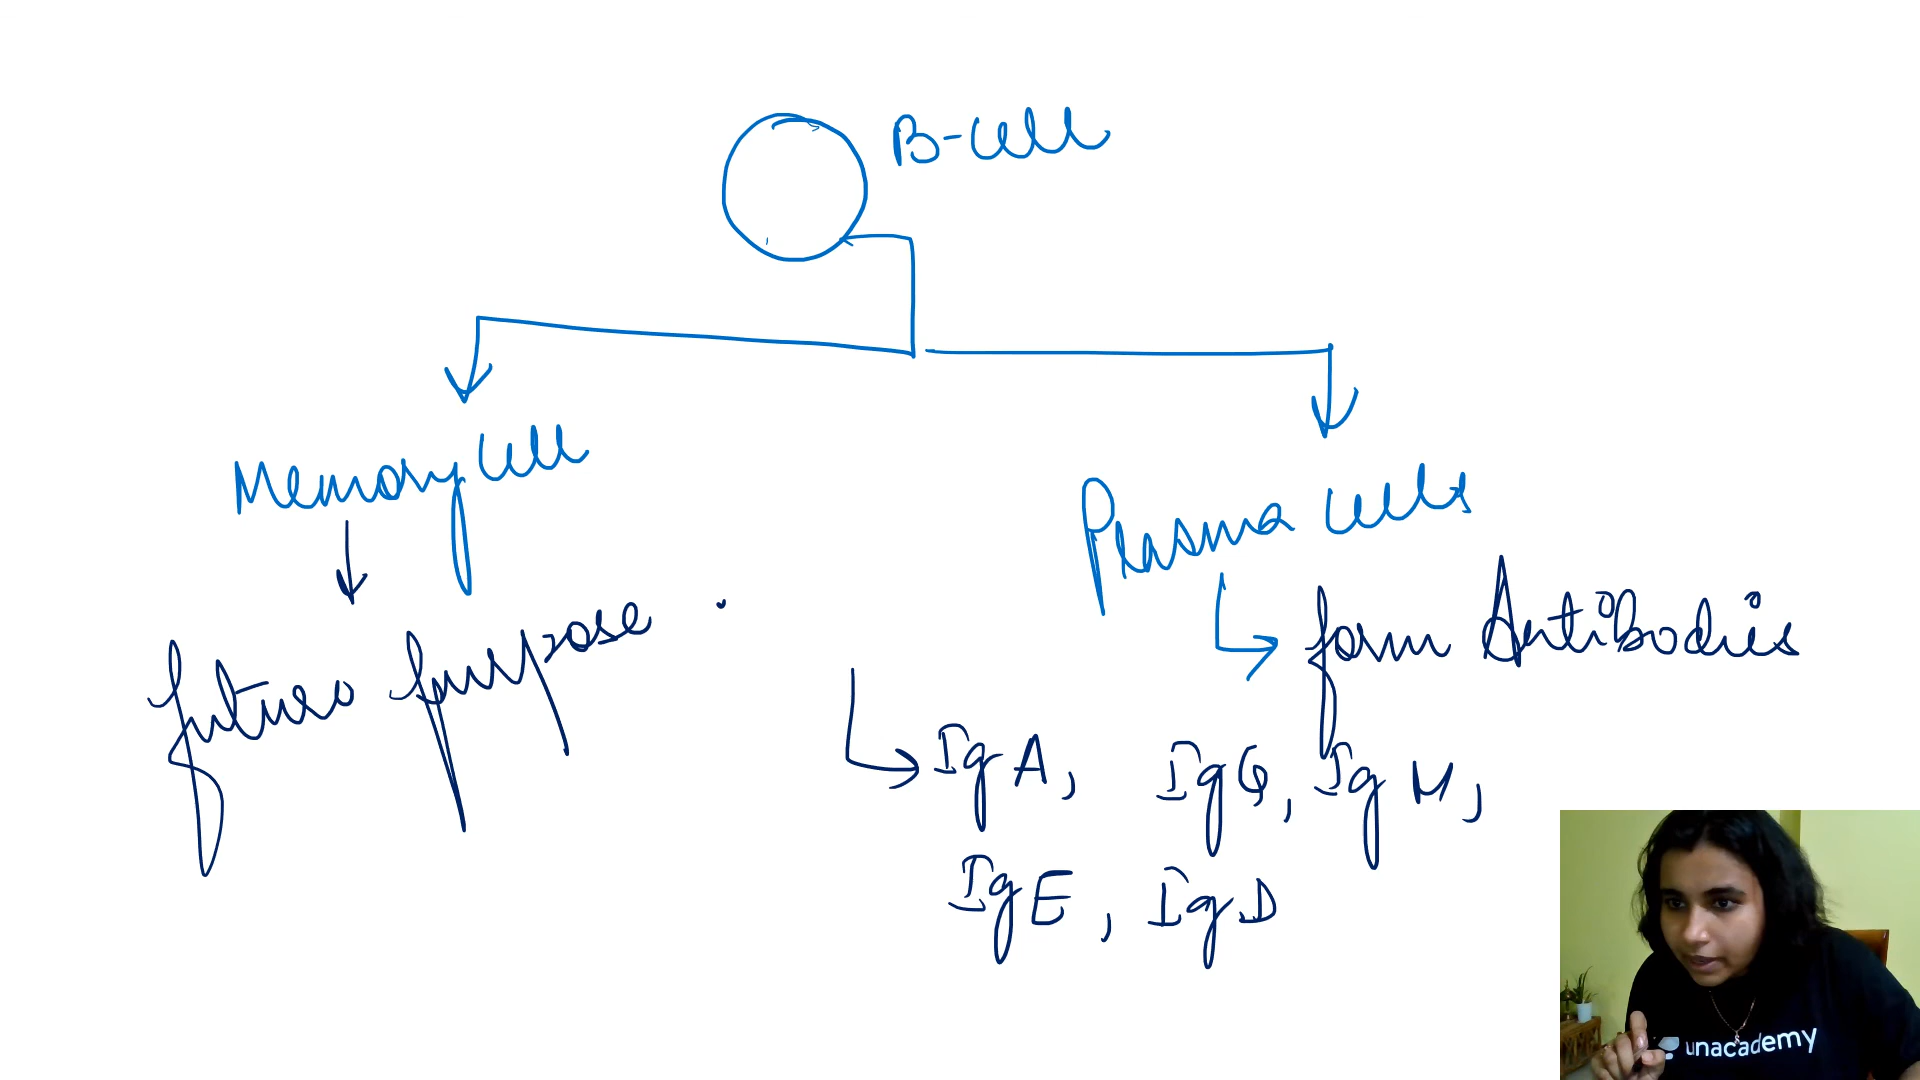 B-cell
Memory cell
Plasma cells
future purpose .
form AntiBodies
IgA, IgG, IgM,
IgE, IgD
unacademy